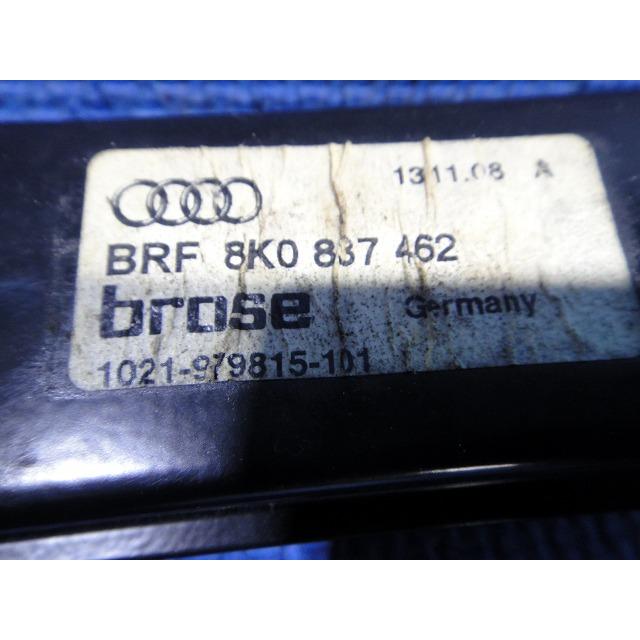 1311.08 A
BRF 8K0 837 462
brose Germany
1021-979815-101